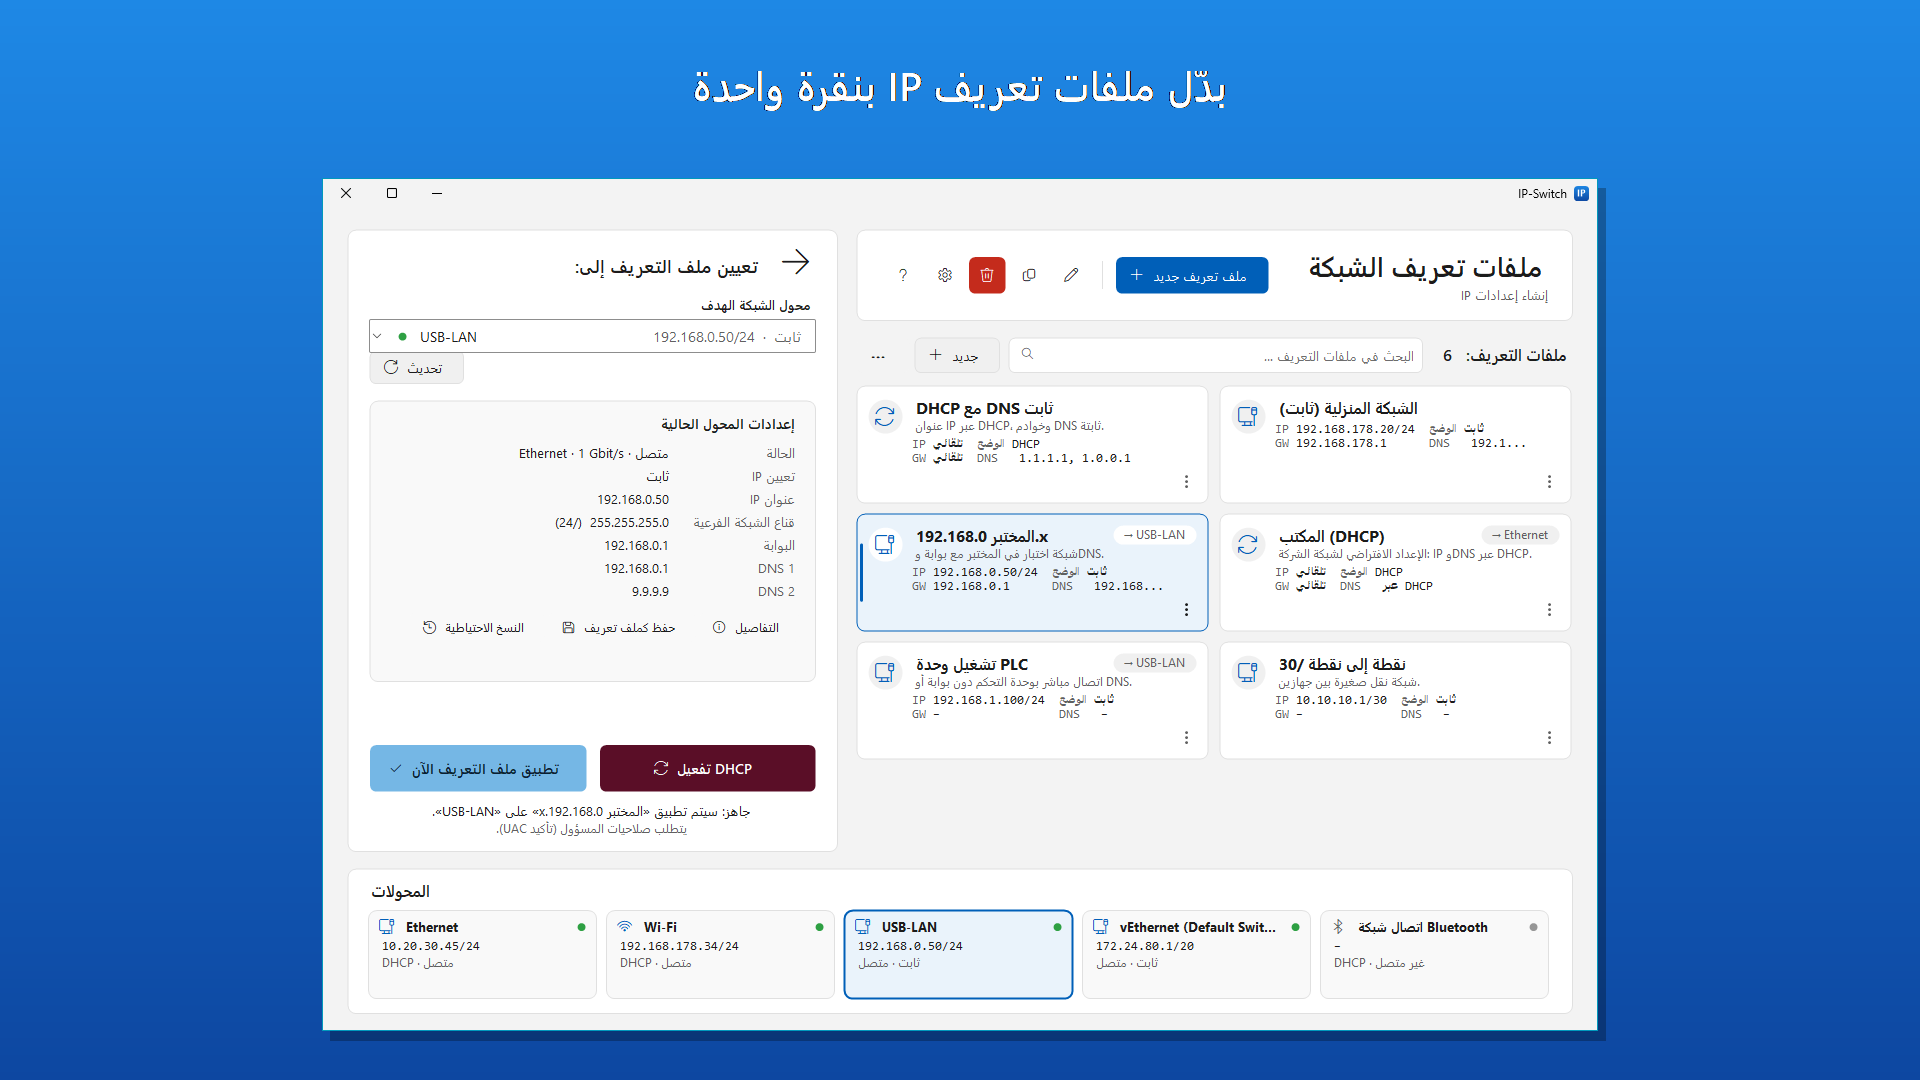 بدّل ملفات تعريف IP بنقرة واحدة
IP-Switch
IP
ملفات تعريف الشبكة
إنشاء إعدادات IP
ملف تعريف جديد
?
ملفات التعريف: 6
البحث في ملفات التعريف ...
جديد
...
الشبكة المنزلية (ثابت)
IP 192.168.178.20/24 الوضع ثابت
GW 192.168.178.1 DNS 192.1...
DHCP مع DNS ثابت
عنوان IP عبر DHCP، وخوادم DNS ثابتة.
IP تلقائي الوضع DHCP
GW تلقائي DNS 1.1.1.1, 1.0.0.1
المكتب (DHCP)
→ Ethernet
الإعداد الافتراضي لشبكة الشركة: IP وDNS عبر DHCP.
IP تلقائي الوضع DHCP
GW تلقائي DNS عبر DHCP
المختبر 192.168.0.x
→ USB-LAN
شبكة اختبار في المختبر مع بوابة وDNS.
IP 192.168.0.50/24 الوضع ثابت
GW 192.168.0.1 DNS 192.168...
نقطة إلى نقطة /30
شبكة نقل صغيرة بين جهازين.
IP 10.10.10.1/30 الوضع ثابت
GW – DNS –
تشغيل وحدة PLC
→ USB-LAN
اتصال مباشر بوحدة التحكم دون بوابة أو DNS.
IP 192.168.1.100/24 الوضع ثابت
GW – DNS –
تعيين ملف التعريف إلى:
محول الشبكة الهدف
USB-LAN ثابت · 192.168.0.50/24
تحديث
إعدادات المحول الحالية
الحالة متصل · Ethernet · 1 Gbit/s
تعيين IP ثابت
عنوان IP 192.168.0.50
قناع الشبكة الفرعية 255.255.255.0 (/24)
البوابة 192.168.0.1
DNS 1 192.168.0.1
DNS 2 9.9.9.9
التفاصيل
حفظ كملف تعريف
النسخ الاحتياطية
تفعيل DHCP
تطبيق ملف التعريف الآن
جاهز: سيتم تطبيق «المختبر 192.168.0.x» على «USB-LAN».
يتطلب صلاحيات المسؤول (تأكيد UAC).
المحولات
Ethernet
10.20.30.45/24
DHCP · متصل
Wi-Fi
192.168.178.34/24
DHCP · متصل
USB-LAN
192.168.0.50/24
ثابت · متصل
vEthernet (Default Swit...
172.24.80.1/20
ثابت · متصل
اتصال شبكة Bluetooth
–
DHCP · غير متصل